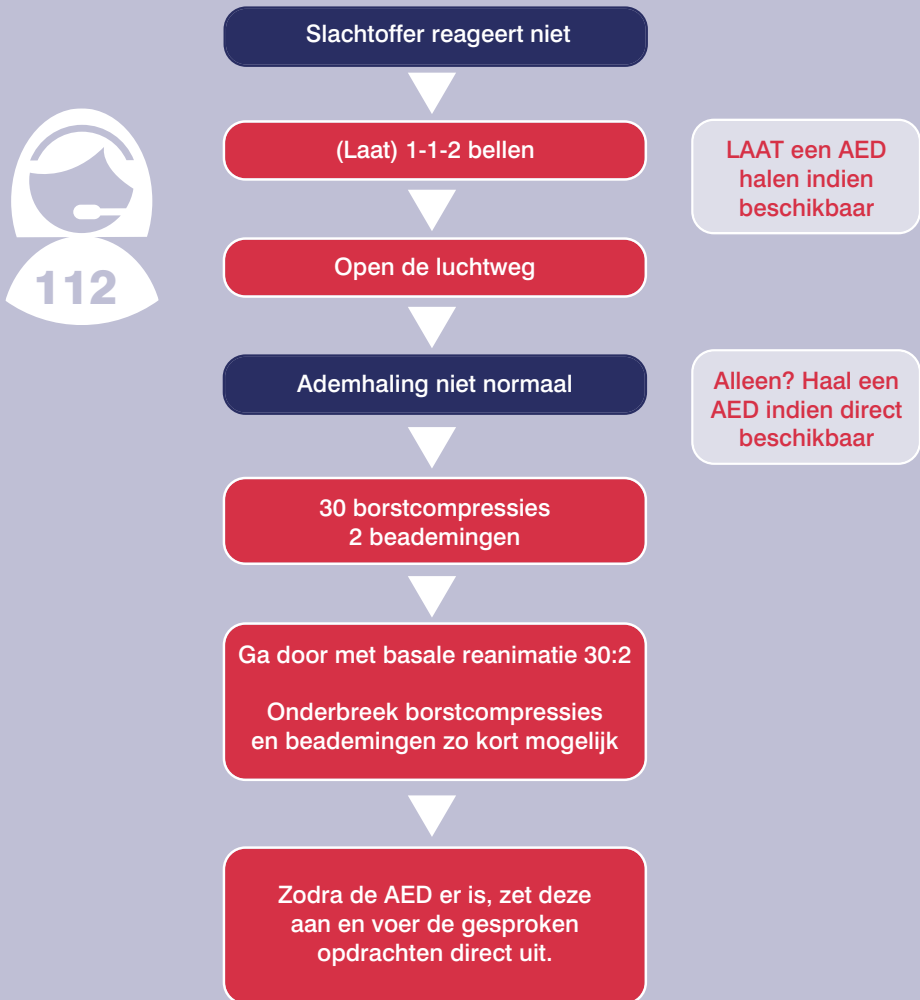 Slachtoffer reageert niet
(Laat) 1-1-2 bellen
LAAT een AED
halen indien
beschikbaar
112
Open de luchtweg
Ademhaling niet normaal
Alleen? Haal een
AED indien direct
beschikbaar
30 borstcompressies
2 beademingen
Ga door met basale reanimatie 30:2
Onderbreek borstcompressies
en beademingen zo kort mogelijk
Zodra de AED er is, zet deze
aan en voer de gesproken
opdrachten direct uit.